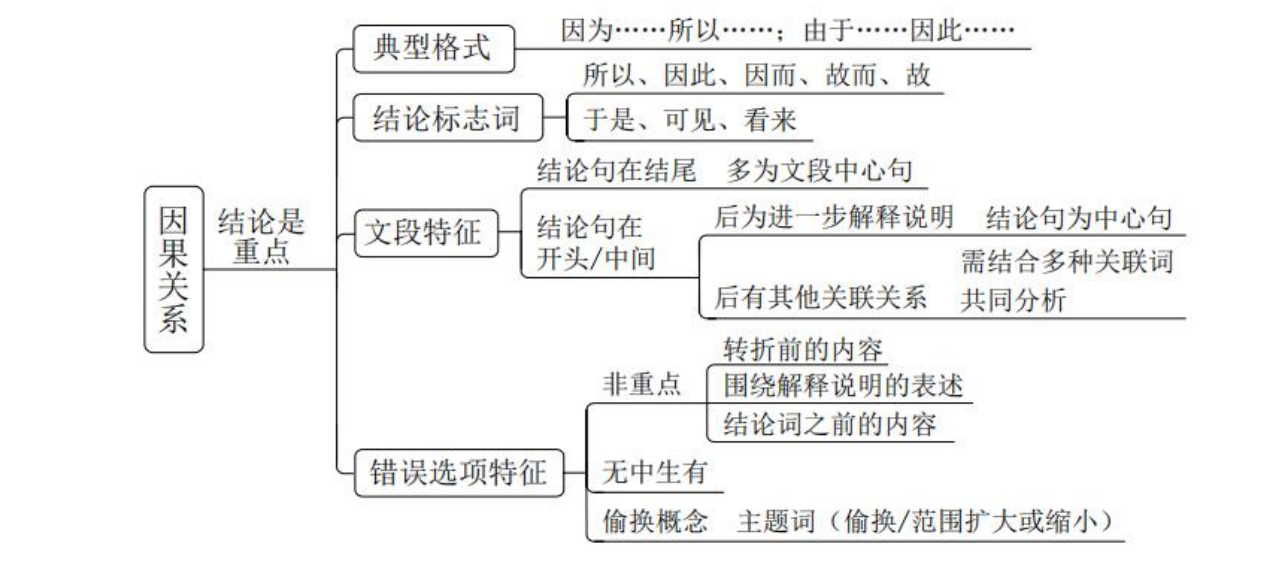 因果关系
结论是
重点
典型格式
因为……所以……；由于……因此……
结论标志词
所以、因此、因而、故而、故
于是、可见、看来
文段特征
结论句在结尾 多为文段中心句
结论句在
开头/中间
后为进一步解释说明 结论句为中心句
后有其他关联关系
需结合多种关联词
共同分析
错误选项特征
非重点
转折前的内容
围绕解释说明的表述
结论词之前的内容
无中生有
偷换概念 主题词（偷换/范围扩大或缩小）